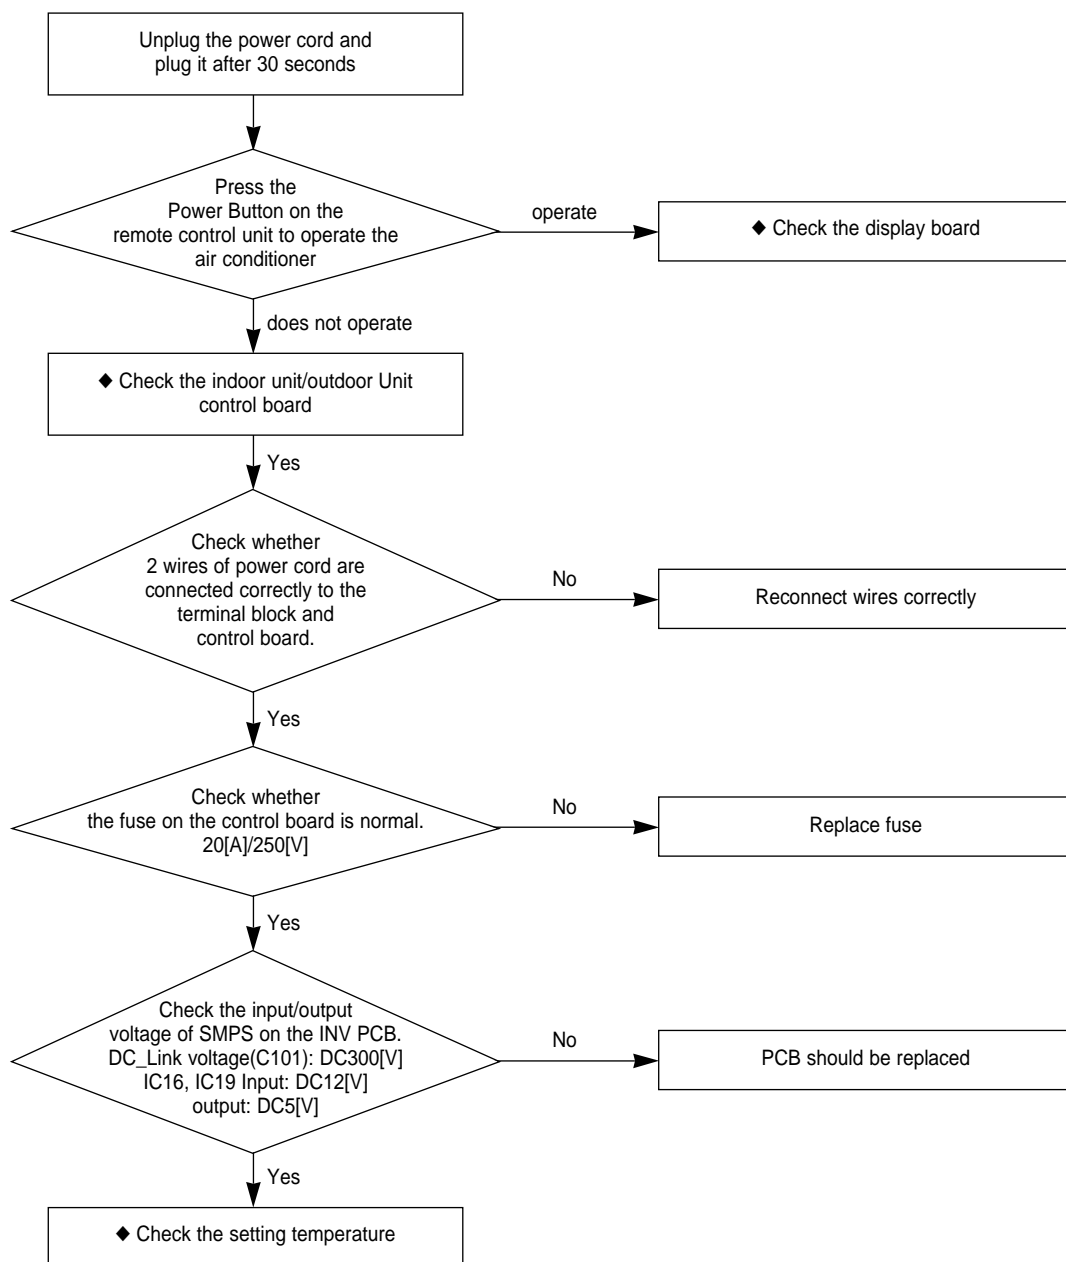 Unplug the power cord and
plug it after 30 seconds
Press the
Power Button on the
remote control unit to operate the
air conditioner
operate
◆ Check the display board
does not operate
◆ Check the indoor unit/outdoor Unit
control board
Yes
Check whether
2 wires of power cord are
connected correctly to the
terminal block and
control board.
No
Reconnect wires correctly
Yes
Check whether
the fuse on the control board is normal.
20[A]/250[V]
No
Replace fuse
Yes
Check the input/output
voltage of SMPS on the INV PCB.
DC_Link voltage(C101): DC300[V]
IC16, IC19 Input: DC12[V]
output: DC5[V]
No
PCB should be replaced
Yes
◆ Check the setting temperature